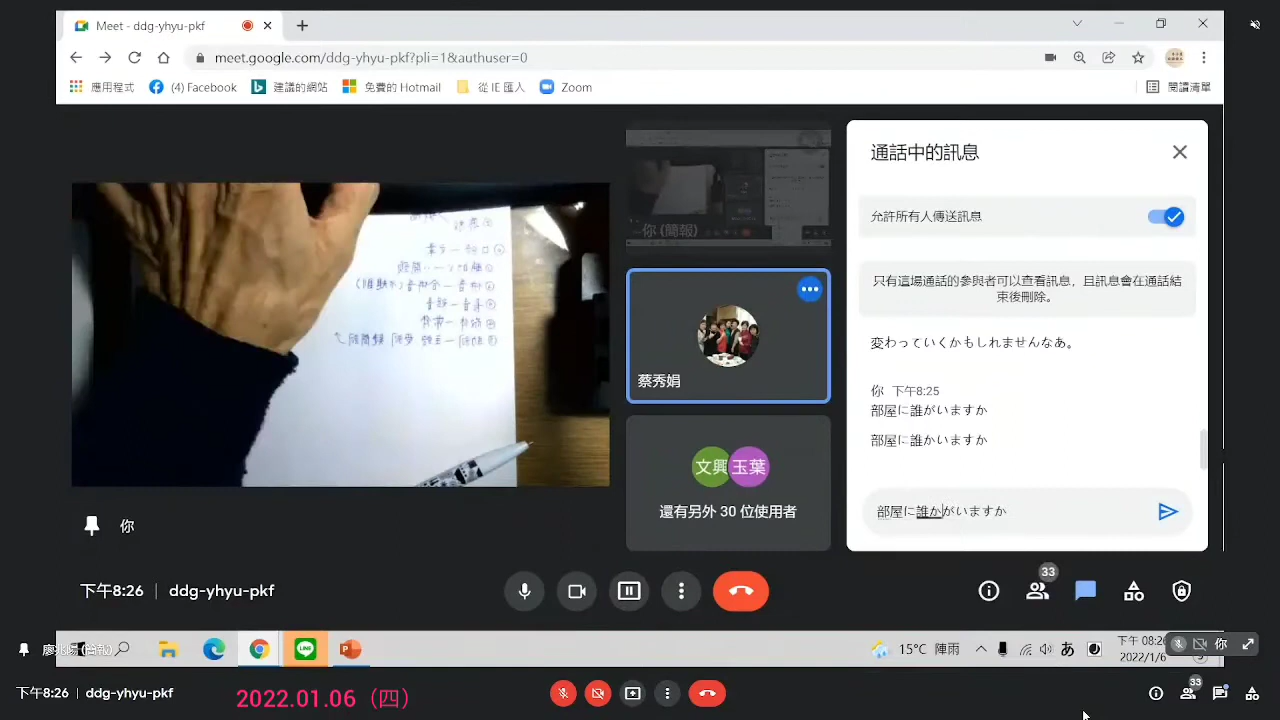 Meet - ddg-yhyu-pkf
meet.google.com/ddg-yhyu-pkf?pli=1&authuser=0
應用程式 (4) Facebook 建議的網站 免費的 Hotmail 從 IE 匯入 Zoom 閱讀清單
你 (簡報)
蔡秀娟
文興 玉葉
還有另外 30 位使用者
你
通話中的訊息
允許所有人傳送訊息
只有這場通話的參與者可以查看訊息，且訊息會在通話結
束後刪除。
変わっていくかもしれませんなあ。
你 下午8:25
部屋に誰がいますか
部屋に誰かいますか
部屋に誰かがいますか
下午8:26 ddg-yhyu-pkf
33
15°C 陣雨 あ 下午 08:26
2022/1/6
你
下午8:26 ddg-yhyu-pkf
2022.01.06（四）
33